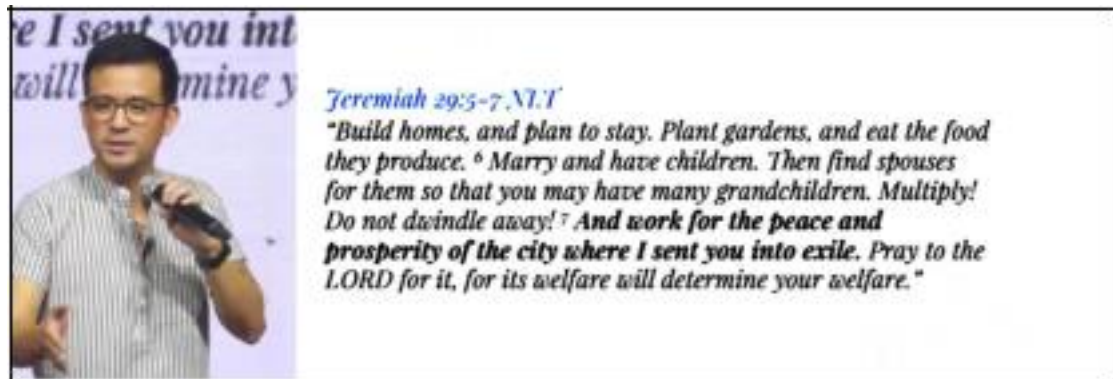 e I sent you int
will mine y
Jeremiah 29:5-7 NLT
"Build homes, and plan to stay. Plant gardens, and eat the food
they produce. ⁶ Marry and have children. Then find spouses
for them so that you may have many grandchildren. Multiply!
Do not dwindle away! ⁷ And work for the peace and
prosperity of the city where I sent you into exile. Pray to the
LORD for it, for its welfare will determine your welfare."